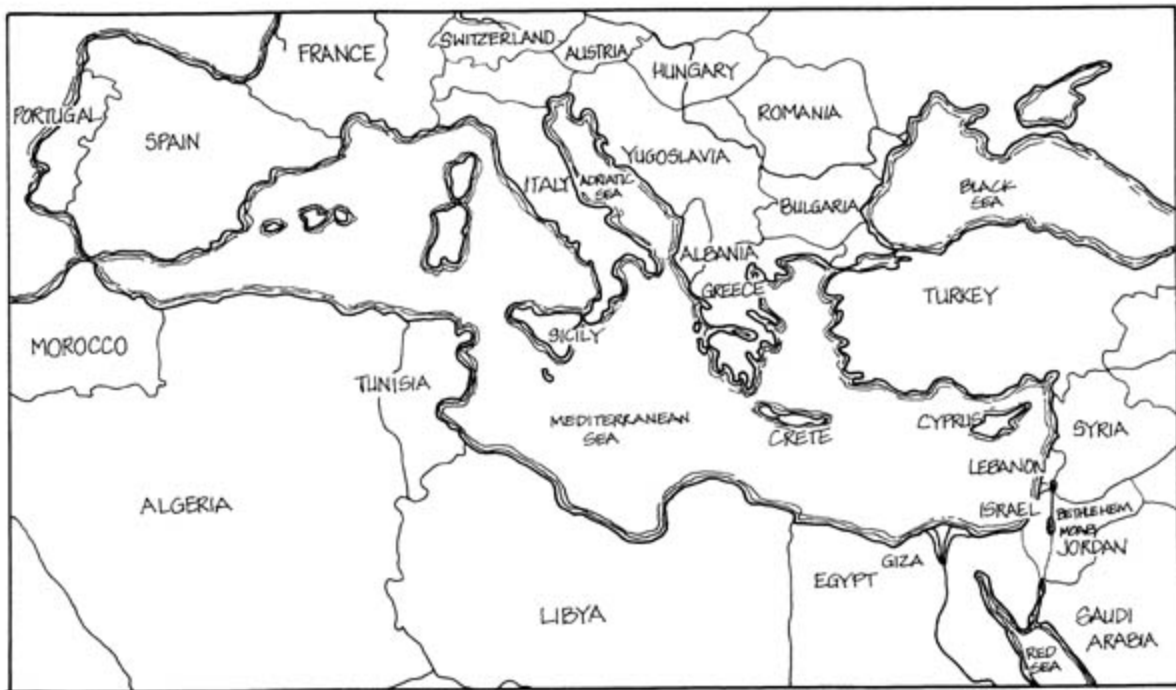 SWITZERLAND
FRANCE
AUSTRIA
HUNGARY
ROMANIA
PORTUGAL
SPAIN
YUGOSLAVIA
ITALY
ADRIATIC
SEA
BLACK
SEA
BULGARIA
ALBANIA
GREECE
TURKEY
MOROCCO
SICILY
TUNISIA
MEDITERRANEAN
SEA
CRETE
CYPRUS
SYRIA
LEBANON
ALGERIA
ISRAEL
BETHLEHEM
MOAB
JORDAN
GIZA
EGYPT
LIBYA
SAUDI
ARABIA
RED
SEA